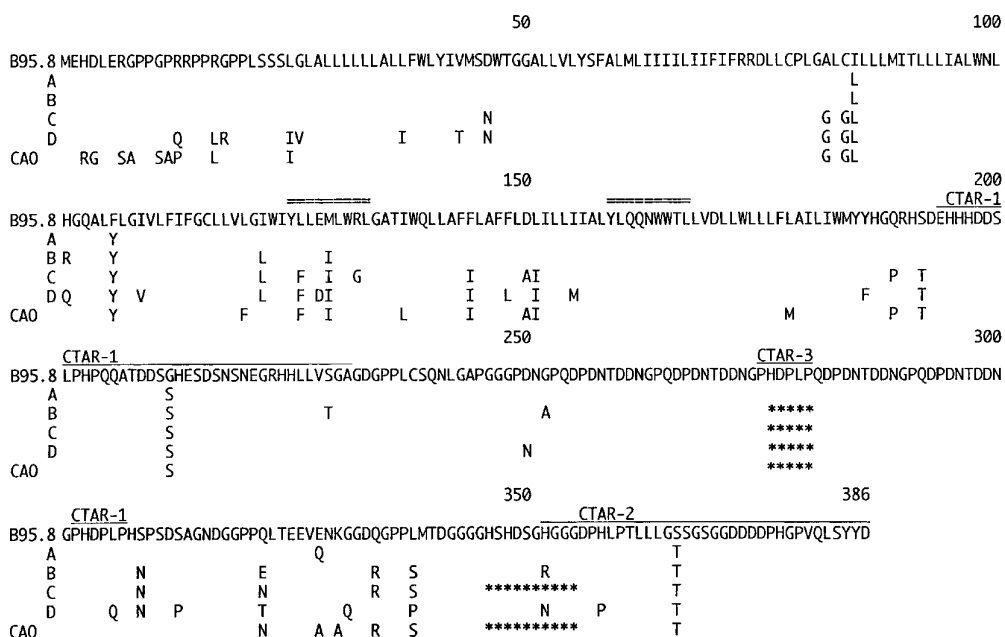 50 100
B95.8 MEHDLERGPPGPRRPPRGPPLSSSLGLALLLLLLALLFWLYIVMSDWTGGALLVLYSFALMLIIIILIIFIFRRDLLCPLGALCILLLMITLLLIALWNL
A L
B L
C N G GL
D Q LR IV I T N G GL
CAO RG SA SAP L I G GL
150 200
======== ======== CTAR-1
B95.8 HGQALFLGIVLFIFGCLLVLGIWIYLLEMLWRLGATIWQLLAFFLAFFLDLILLIIALYLQQNWWTLLVDLLWLLLFLAILIWMYYHGQRHSDEHHHDDS
A Y
B R Y L I
C Y L F I G I AI P T
D Q Y V L F DI I L I M F T
CAO Y F F I L I AI M P T
250 300
CTAR-1 CTAR-3
B95.8 LPHPQQATDDSGHESDSNSNEGRHHLLVSGAGDGPPLCSQNLGAPGGGPDNGPQDPDNTDDNGPQDPDNTDDNGPHDPLPQDPDNTDDNGPQDPDNTDDN
A S
B S T A *****
C S *****
D S N *****
CAO S *****
350 386
CTAR-1 CTAR-2
B95.8 GPHDPLPHSPSDSAGNDGGPPQLTEEVENKGGDQGPPLMTDGGGGHSHDSGHGGGDPHLPTLLLGSSGSGGDDDDPHGPVQLSYYD
A Q T
B N E R S R T
C N N R S ********** T
D Q N P T Q P N P T
CAO N A A R S ********** T